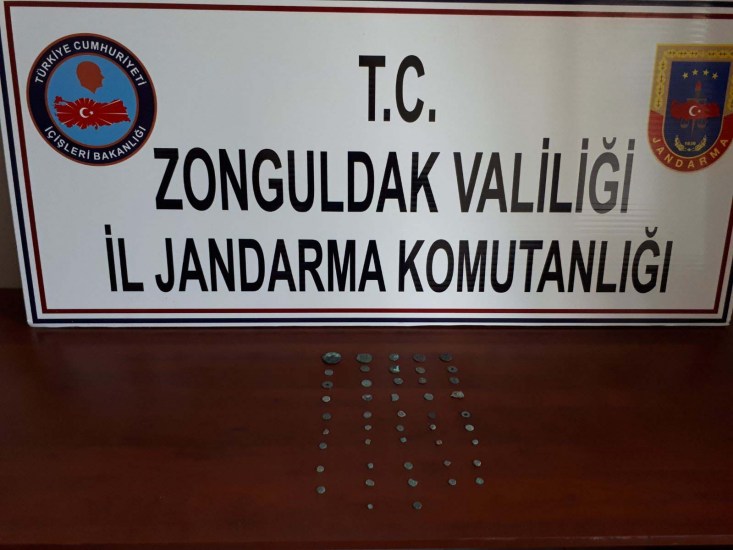 TÜRKİYE CUMHURİYETİ
İÇİŞLERİ BAKANLIĞI
T.C.
ZONGULDAK VALİLİĞİ
İL JANDARMA KOMUTANLIĞI
JANDARMA